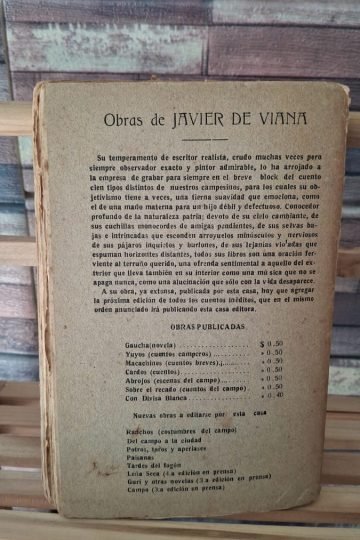 Obras de JAVIER DE VIANA
Su temperamento de escritor realista, crudo muchas veces para
siempre observador exacto y pintor admirable, lo ha arrojado a
la empresa de grabar para siempre en el breve block del cuento
cien tipos distintos de nuestros campesinos, para los cuales su ob-
jetivismo tiene a veces, una tierna suavidad que emociona, como
el de una madre materna para un hijo débil y defectuoso. Conocedor
profundo de la naturaleza patria; devoto de su cielo cambiante, de
sus cuchillas monocordes de amigas pendientes, de sus selvas ba-
jas e intrincadas que esconden arroyuelos minúsculos y nerviosos
de sus pájaros inquietos y burlones, de sus lejanías violadas que
espuman horizontes distantes, todos sus libros son una oración fer-
viente al terruño querido, una ofrenda sentimental a aquello del ex-
terior que lleva también en su interior como una música que no se
apaga nunca, como una alucinación que sólo con la vida desaparece.
A su obra, ya extensa, publicada por esta casa, hay que agregar
la próxima edición de todos los cuentos inéditos, que en el mismo
orden anunciado irá publicando esta casa editora.
OBRAS PUBLICADAS
Gaucha (novela) . . . . . . . . . . . . . . . . $ 0.50
Yuyos (cuentos camperos) . . . . . . . . . » 0.50
Macachines (cuentos breves) . . . . . . . » 0.50
Cardos (cuentos) . . . . . . . . . . . . . . . » 0.50
Abrojos (escenas del campo) . . . . . . . » 0.50
Sobre el recado (cuentos del campo) . » 0.50
Con Divisa Blanca . . . . . . . . . . . . . . » 0.40
Nuevas obras a editarse por esta casa
Ranchos (costumbres del campo)
Del campo a la ciudad
Potros, toros y aperiases
Paisanas
Tardes del fogón
Leña Seca (4.a edición en prensa)
Guri y otras novelas (3.a edición en prensa)
Campo (3.a edición en prensa)